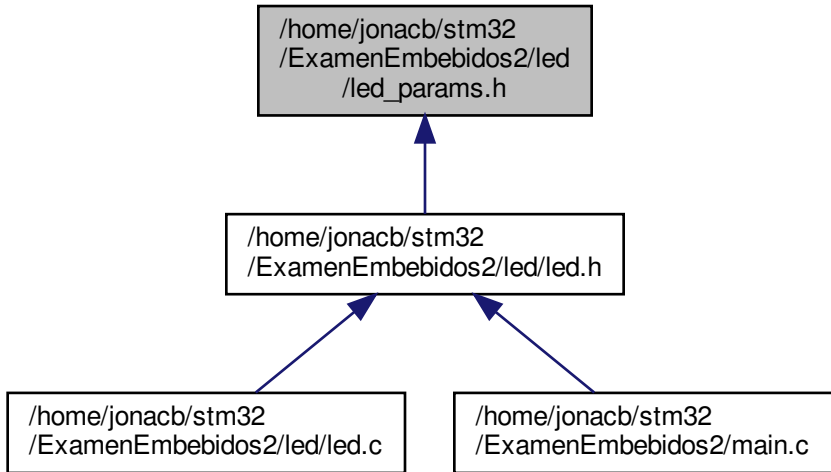 /home/jonacb/stm32
/ExamenEmbebidos2/led
/led_params.h
/home/jonacb/stm32
/ExamenEmbebidos2/led/led.h
/home/jonacb/stm32
/ExamenEmbebidos2/led/led.c
/home/jonacb/stm32
/ExamenEmbebidos2/main.c